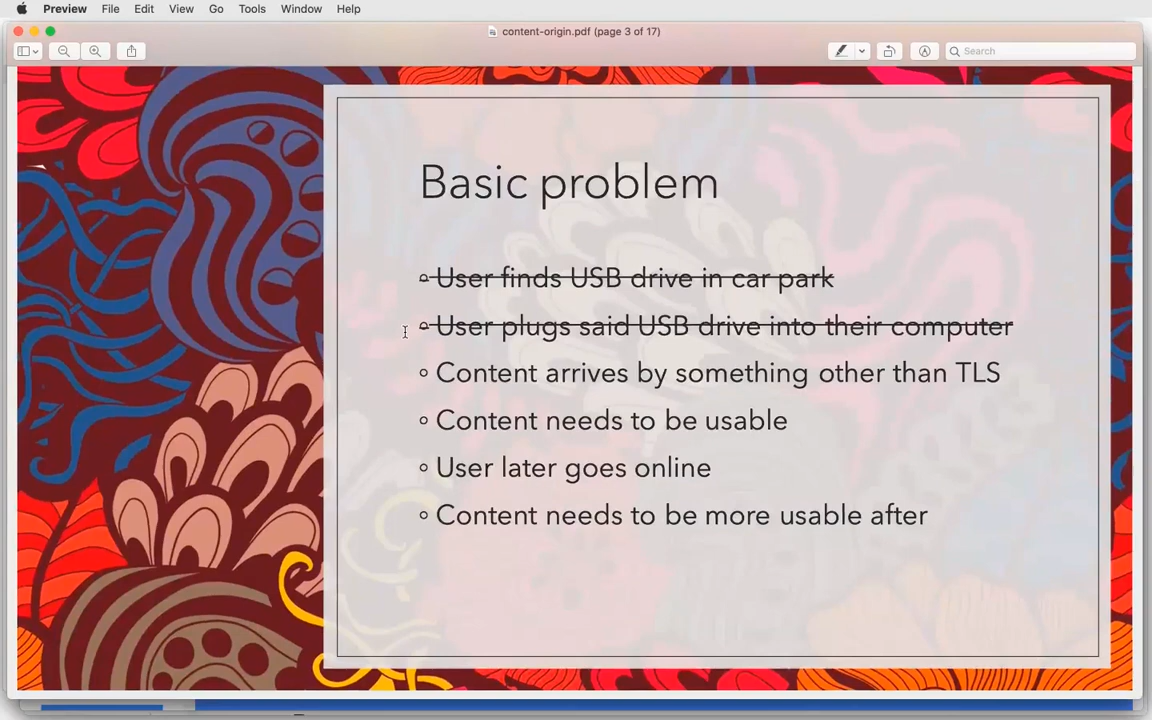 Preview File Edit View Go Tools Window Help
content-origin.pdf (page 3 of 17)
Search
Basic problem
User finds USB drive in car park
User plugs said USB drive into their computer
Content arrives by something other than TLS
Content needs to be usable
User later goes online
Content needs to be more usable after